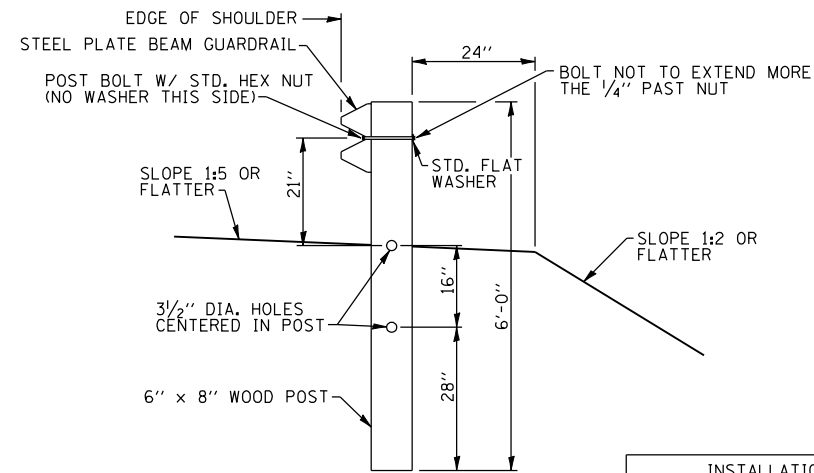 EDGE OF SHOULDER
STEEL PLATE BEAM GUARDRAIL
POST BOLT W/ STD. HEX NUT
(NO WASHER THIS SIDE)
24"
BOLT NOT TO EXTEND MORE
THE 1/4" PAST NUT
STD. FLAT
WASHER
SLOPE 1:5 OR
FLATTER
21"
SLOPE 1:2 OR
FLATTER
3 1/2" DIA. HOLES
CENTERED IN POST
16"
6'-0"
28"
6" x 8" WOOD POST
INSTALLATIO